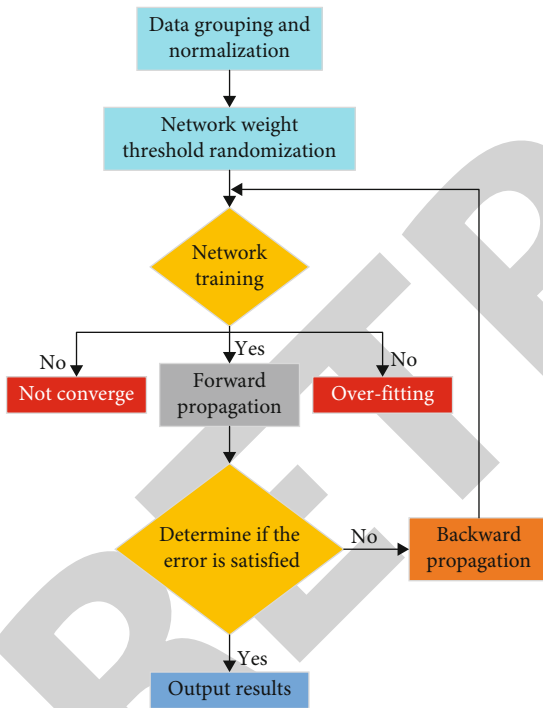 Data grouping and
normalization
Network weight
threshold randomization
Network
training
No
Yes
No
Not converge
Forward
propagation
Over-fitting
Determine if the
error is satisfied
No
Backward
propagation
Yes
Output results